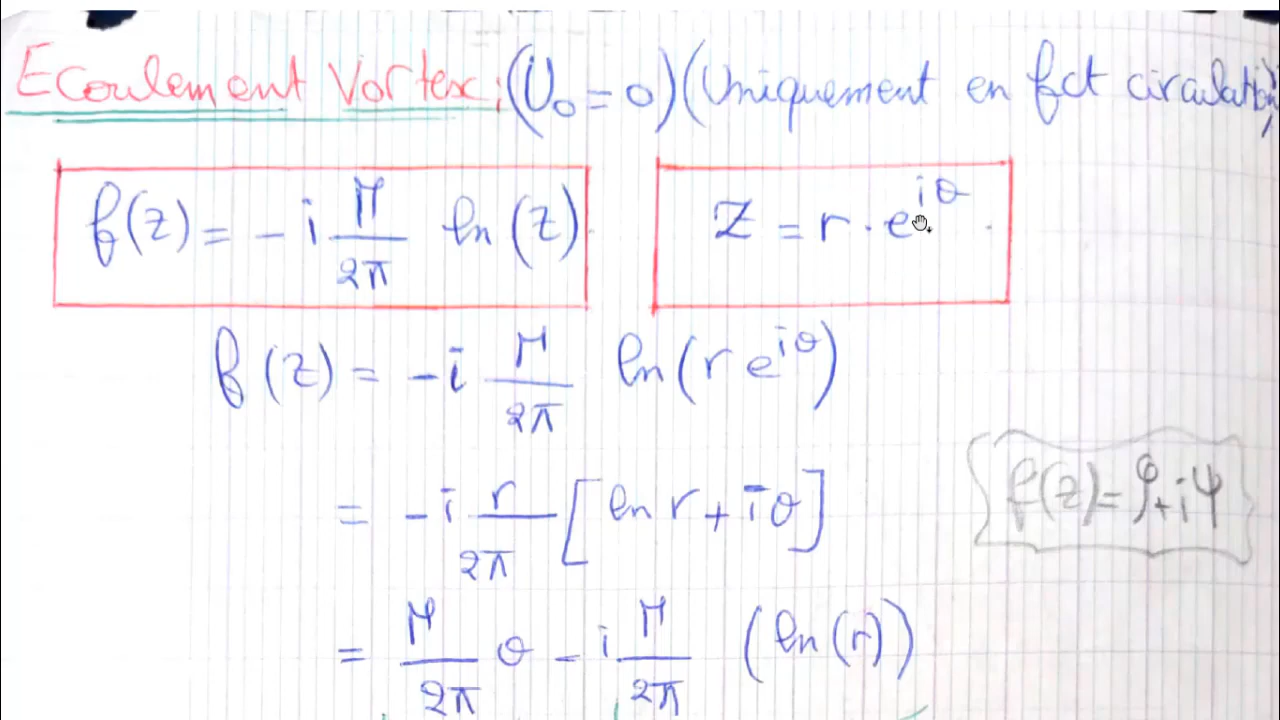 Ecoulement Vortex; (U₀ = 0) (Uniquement en fct circulation)
f(z) = - i Γ/2π ln(z)
z = r · e^{iθ}
f(z) = - i Γ/2π ln(r e^{iθ})
= - i r/2π [ln r + iθ]
f(z) = φ + iψ
= Γ/2π θ - i Γ/2π (ln(r))